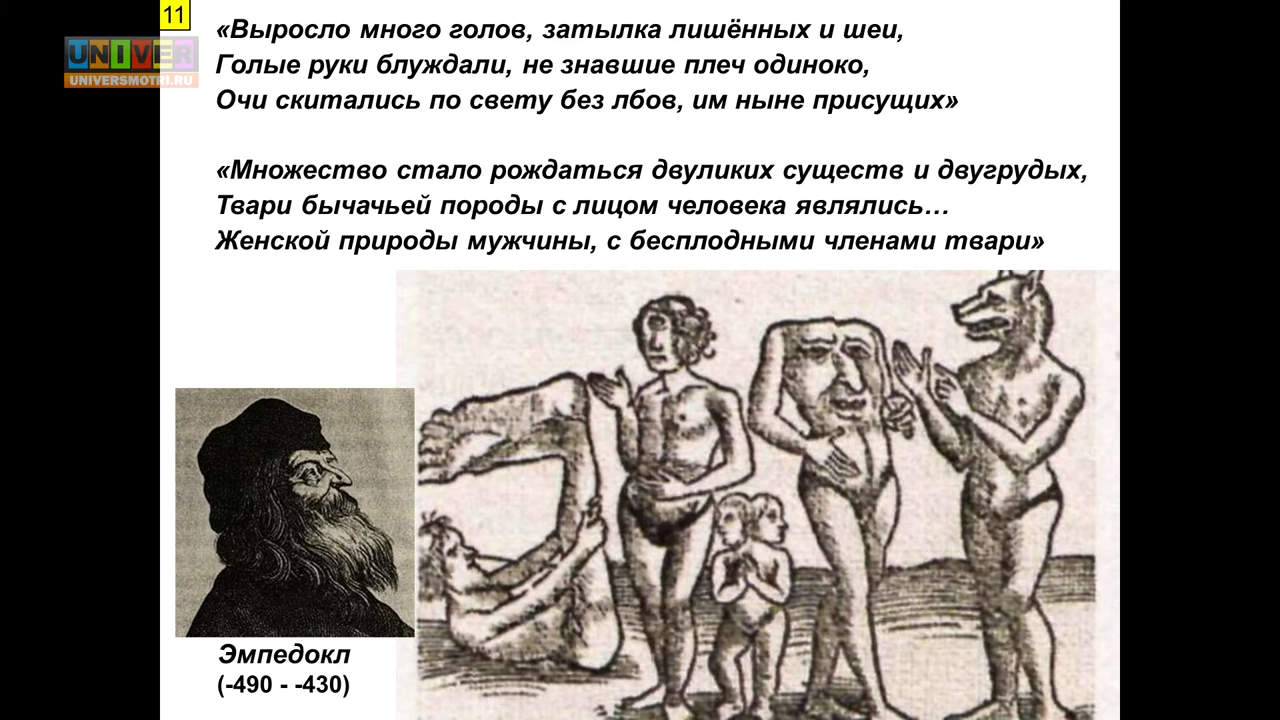 11
UNIVER
UNIVERSMOTRI.RU
«Выросло много голов, затылка лишённых и шеи,
Голые руки блуждали, не знавшие плеч одиноко,
Очи скитались по свету без лбов, им ныне присущих»
«Множество стало рождаться двуликих существ и двугрудых,
Твари бычачьей породы с лицом человека являлись…
Женской природы мужчины, с бесплодными членами твари»
Эмпедокл
(-490 - -430)